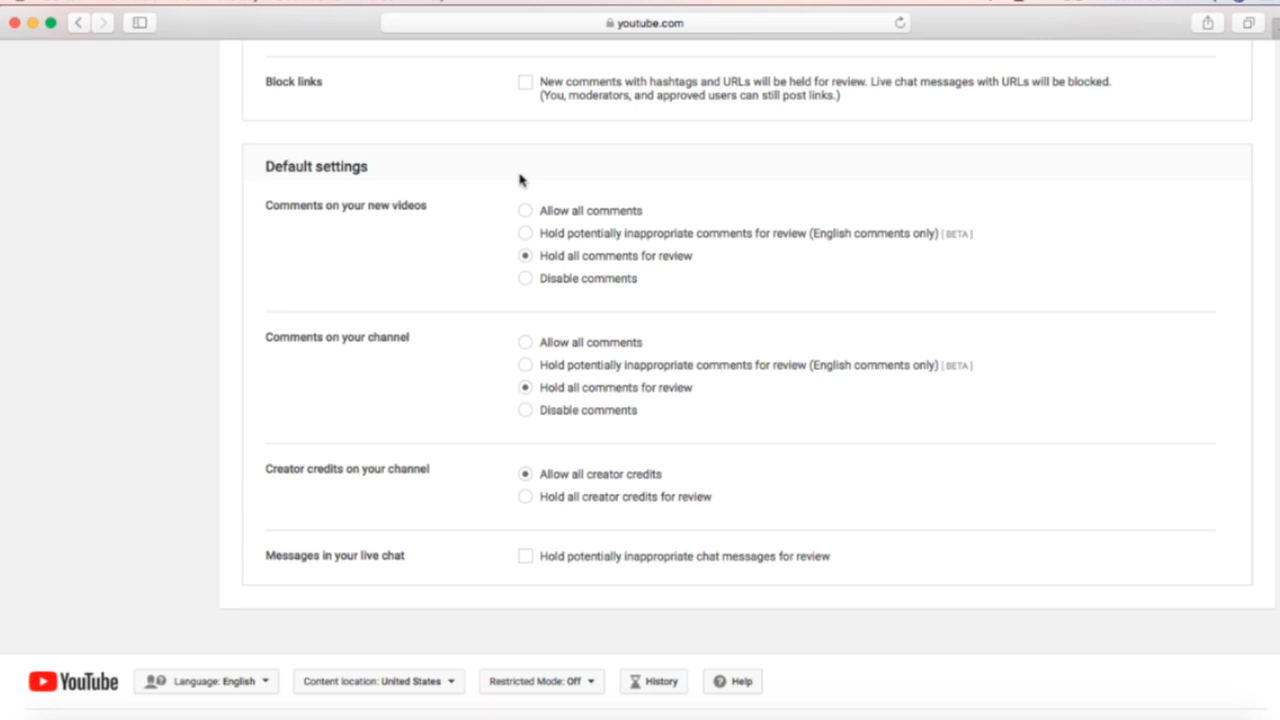 youtube.com
Block links
New comments with hashtags and URLs will be held for review. Live chat messages with URLs will be blocked.
(You, moderators, and approved users can still post links.)
Default settings
Comments on your new videos
Allow all comments
Hold potentially inappropriate comments for review (English comments only) [BETA]
Hold all comments for review
Disable comments
Comments on your channel
Allow all comments
Hold potentially inappropriate comments for review (English comments only) [BETA]
Hold all comments for review
Disable comments
Creator credits on your channel
Allow all creator credits
Hold all creator credits for review
Messages in your live chat
Hold potentially inappropriate chat messages for review
YouTube
Language: English
Content location: United States
Restricted Mode: Off
History
Help